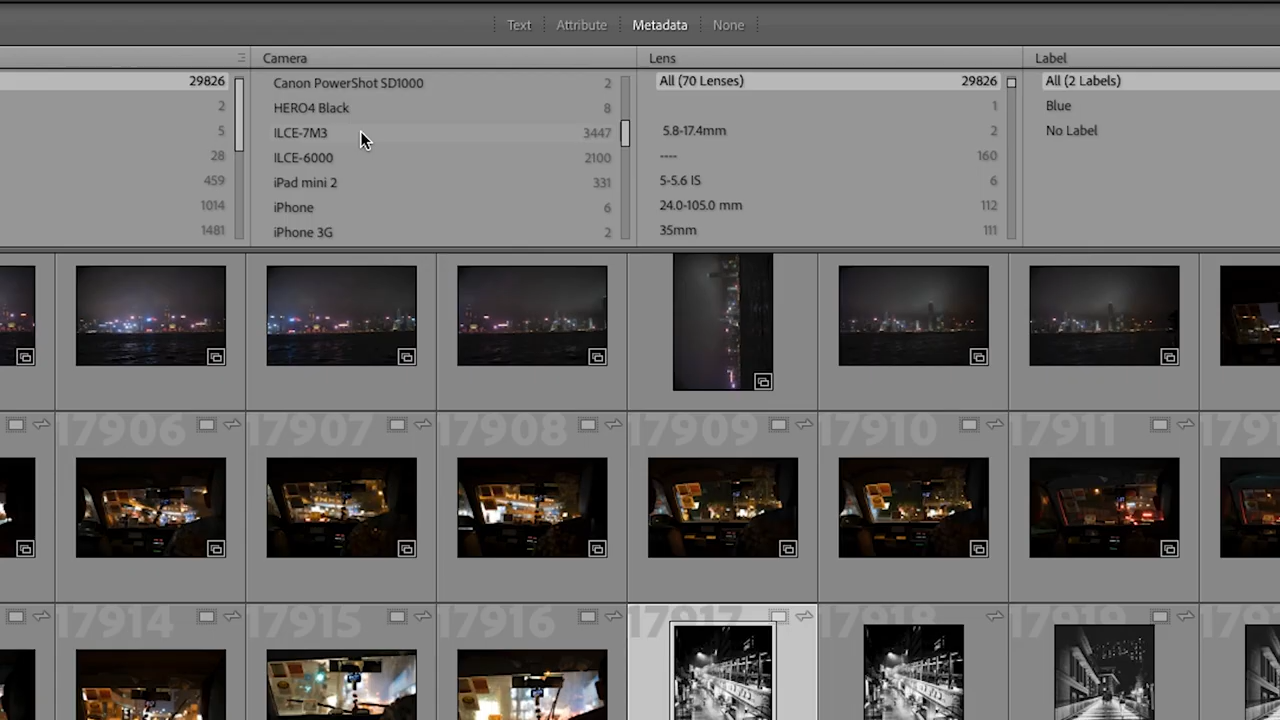 Text Attribute Metadata None
Camera Lens Label
29826
2
5
28
459
1014
1481
Canon PowerShot SD1000 2
HERO4 Black 8
ILCE-7M3 3447
ILCE-6000 2100
iPad mini 2 331
iPhone 6
iPhone 3G 2
All (70 Lenses) 29826
1
5.8-17.4mm 2
---- 160
5-5.6 IS 6
24.0-105.0 mm 112
35mm 111
All (2 Labels)
Blue
No Label
17906 17907 17908 17909 17910 17911
17914 17915 17916 17917 17918 17919